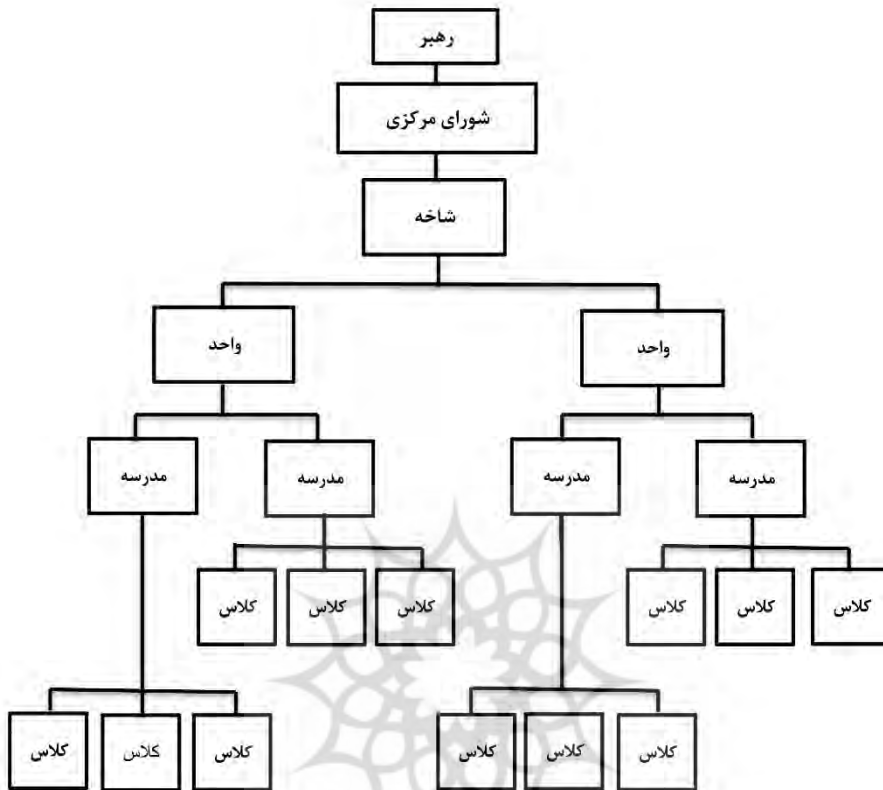 رهبر
شورای مرکزی
شاخه
واحد
واحد
مدرسه
مدرسه
مدرسه
مدرسه
کلاس
کلاس
کلاس
کلاس
کلاس
کلاس
کلاس
کلاس
کلاس
کلاس
کلاس
کلاس